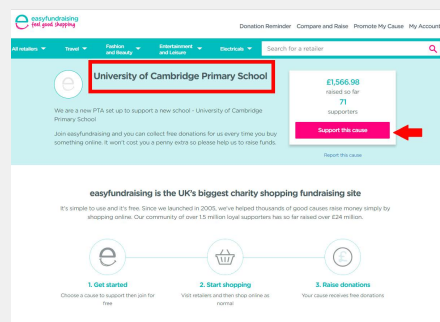 easyfundraising
feel good shopping
Donation Reminder Compare and Raise Promote My Cause My Account
All retailers Travel Fashion and Beauty Entertainment and Leisure Electricals Search for a retailer
University of Cambridge Primary School
We are a new PTA set up to support a new school - University of Cambridge
Primary School
Join easyfundraising and you can collect free donations for us every time you buy
something online. It won't cost you a penny extra so please help us to raise funds.
£1,566.98
raised so far
71
supporters
Support this cause
Report this cause
easyfundraising is the UK's biggest charity shopping fundraising site
It's simple to use and it's free. Since we launched in 2005, we've helped thousands of good causes raise money simply by
shopping online. Our community of over 1.5 million loyal supporters has so far raised over £24 million.
1. Get started
Choose a cause to support then join for
free
2. Start shopping
Visit retailers and then shop online as
normal
3. Raise donations
Your cause receives free donations